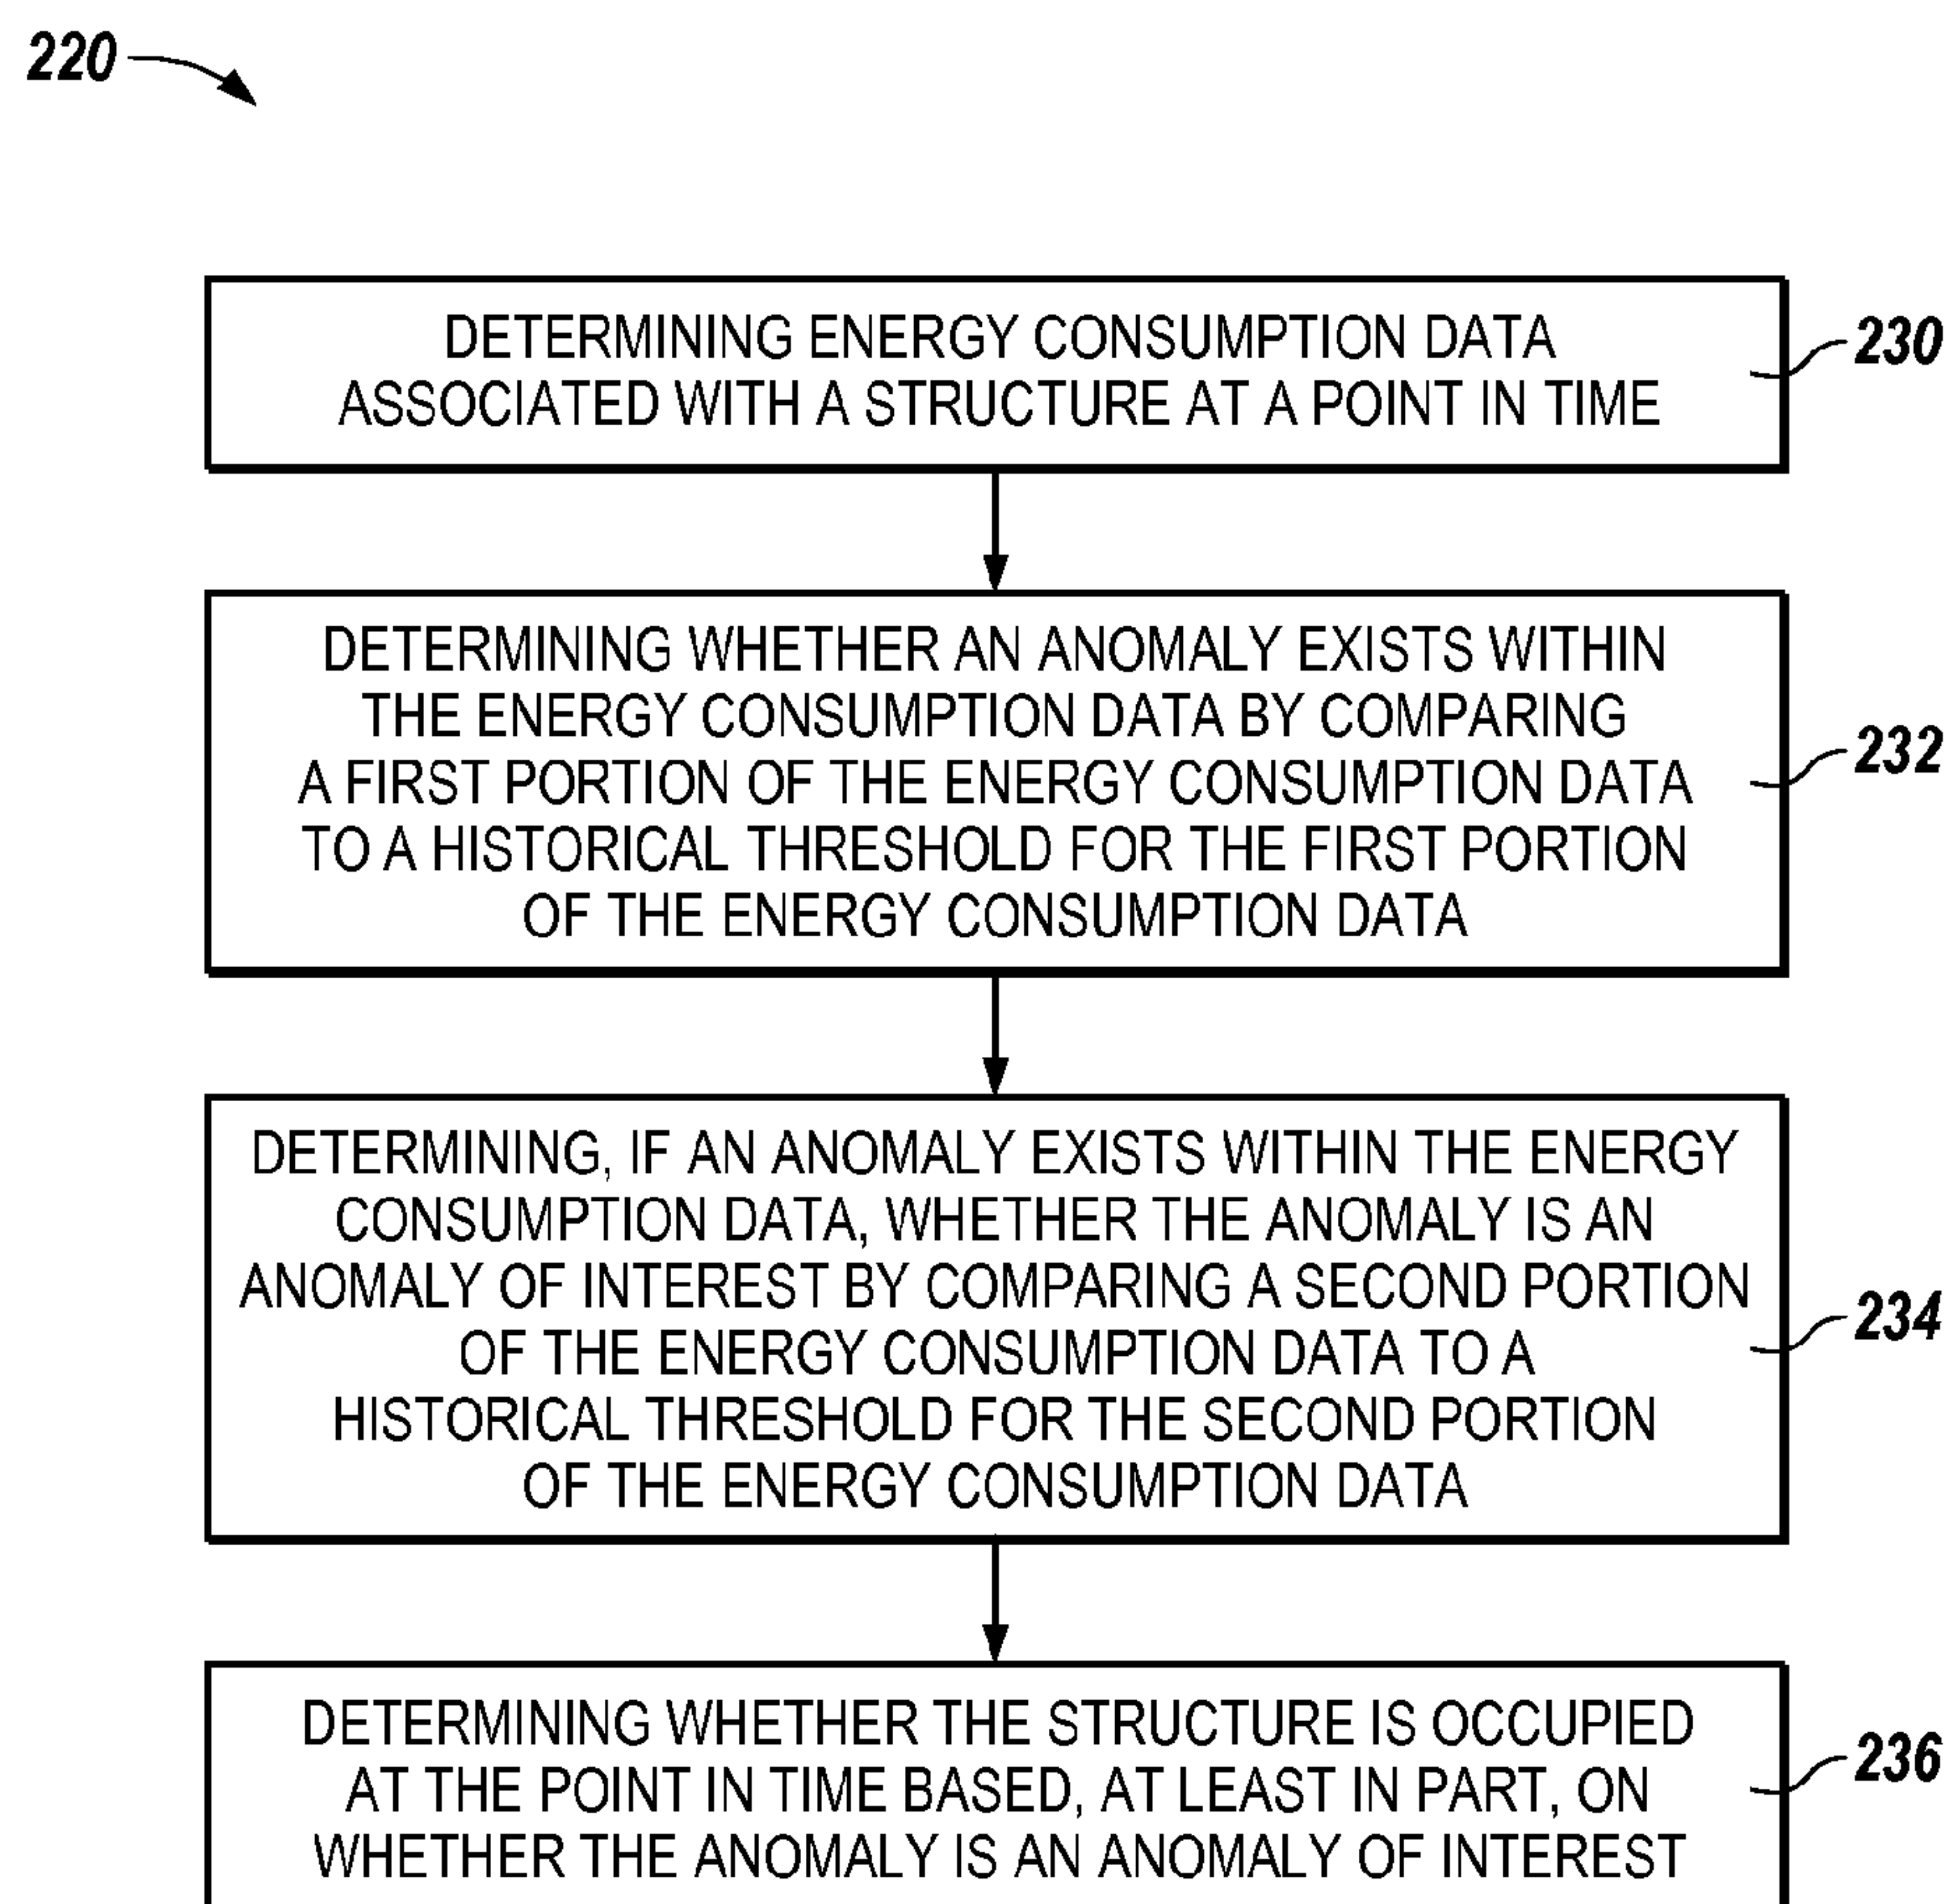 220
DETERMINING ENERGY CONSUMPTION DATA
ASSOCIATED WITH A STRUCTURE AT A POINT IN TIME
230
DETERMINING WHETHER AN ANOMALY EXISTS WITHIN
THE ENERGY CONSUMPTION DATA BY COMPARING
A FIRST PORTION OF THE ENERGY CONSUMPTION DATA
TO A HISTORICAL THRESHOLD FOR THE FIRST PORTION
OF THE ENERGY CONSUMPTION DATA
232
DETERMINING, IF AN ANOMALY EXISTS WITHIN THE ENERGY
CONSUMPTION DATA, WHETHER THE ANOMALY IS AN
ANOMALY OF INTEREST BY COMPARING A SECOND PORTION
OF THE ENERGY CONSUMPTION DATA TO A
HISTORICAL THRESHOLD FOR THE SECOND PORTION
OF THE ENERGY CONSUMPTION DATA
234
DETERMINING WHETHER THE STRUCTURE IS OCCUPIED
AT THE POINT IN TIME BASED, AT LEAST IN PART, ON
WHETHER THE ANOMALY IS AN ANOMALY OF INTEREST
236